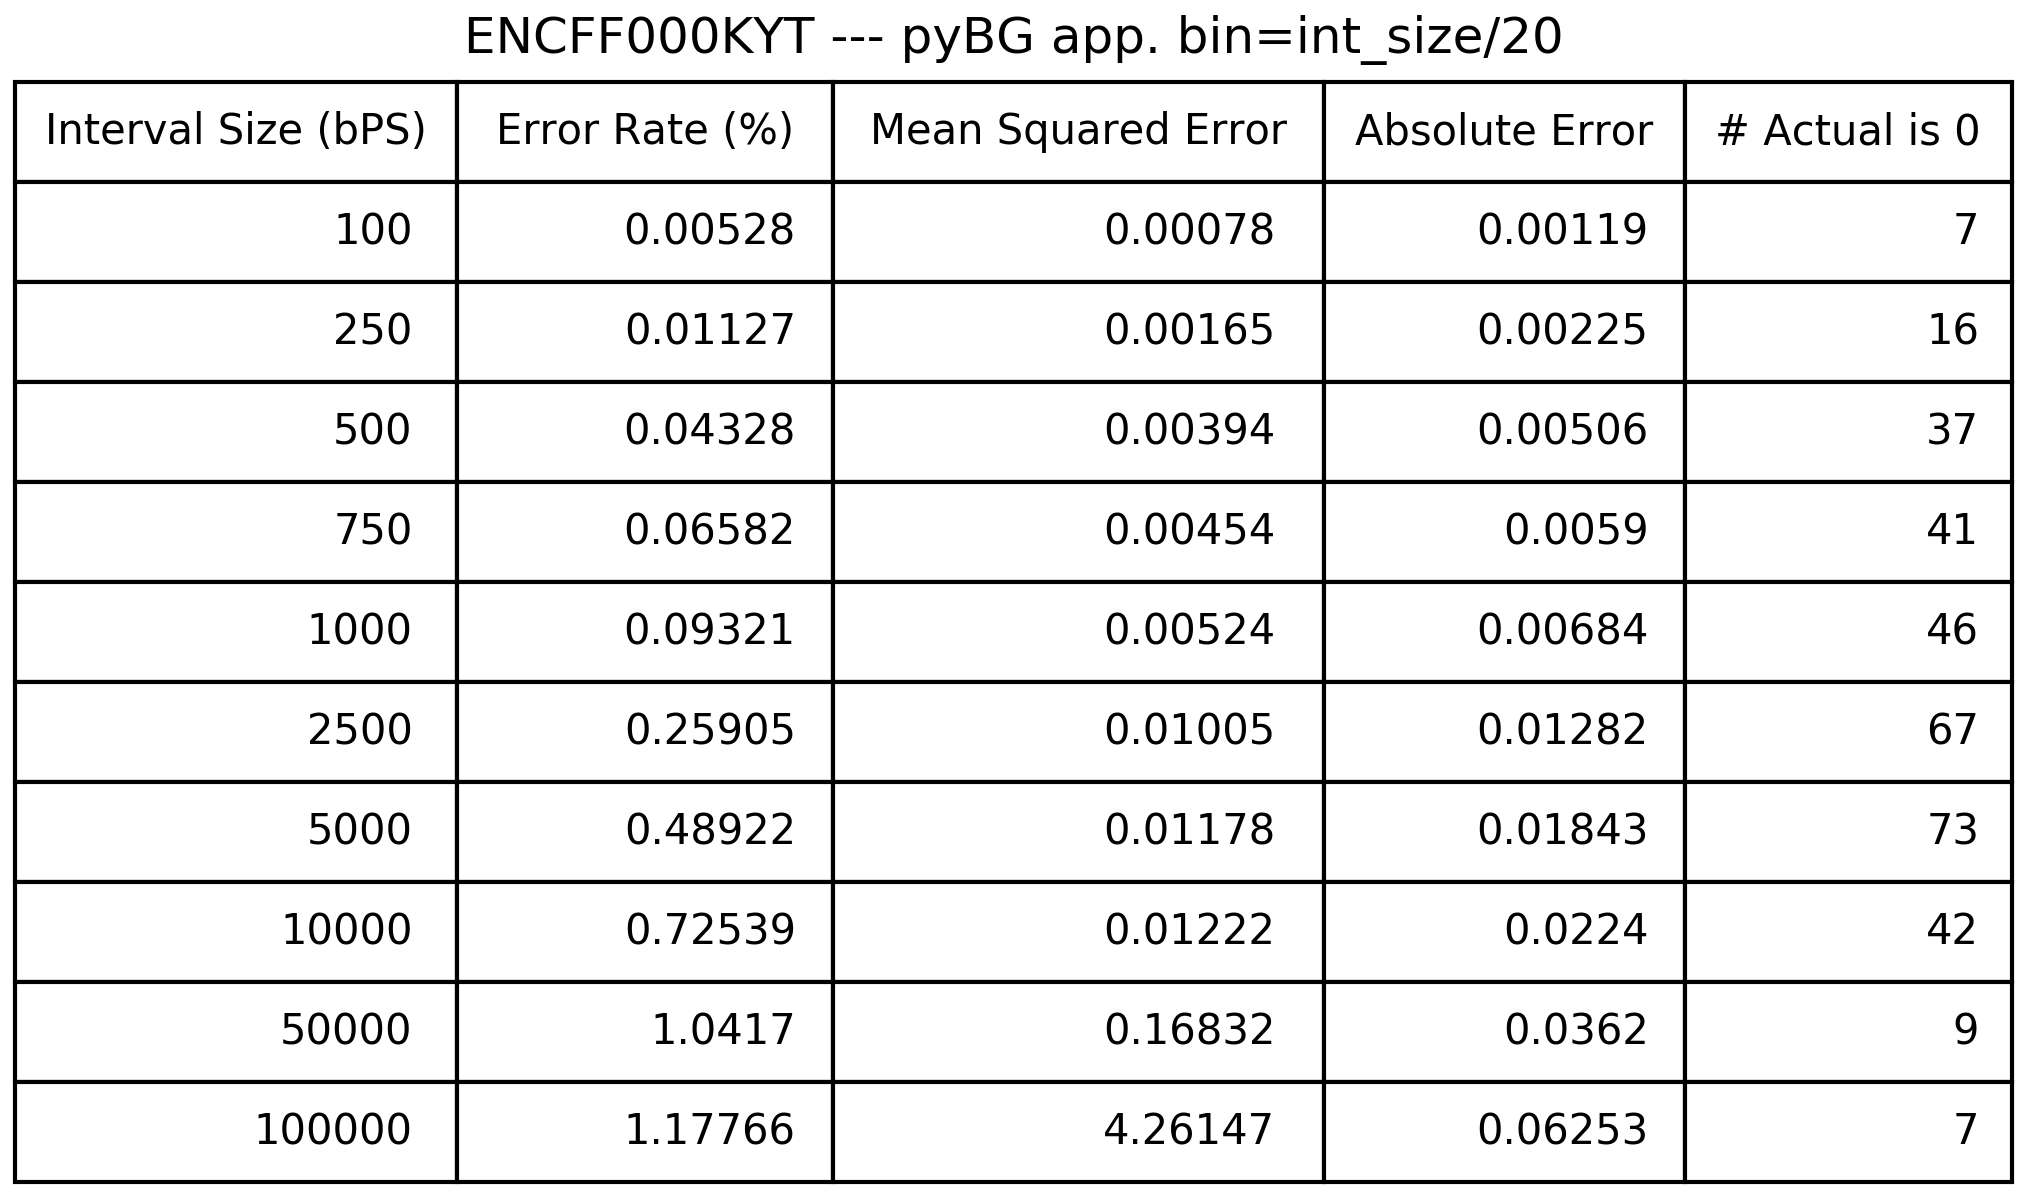 ENCFF000KYT --- pyBG app. bin=int_size/20
Interval Size (bPS) Error Rate (%) Mean Squared Error Absolute Error # Actual is 0
100 0.00528 0.00078 0.00119 7
250 0.01127 0.00165 0.00225 16
500 0.04328 0.00394 0.00506 37
750 0.06582 0.00454 0.0059 41
1000 0.09321 0.00524 0.00684 46
2500 0.25905 0.01005 0.01282 67
5000 0.48922 0.01178 0.01843 73
10000 0.72539 0.01222 0.0224 42
50000 1.0417 0.16832 0.0362 9
100000 1.17766 4.26147 0.06253 7